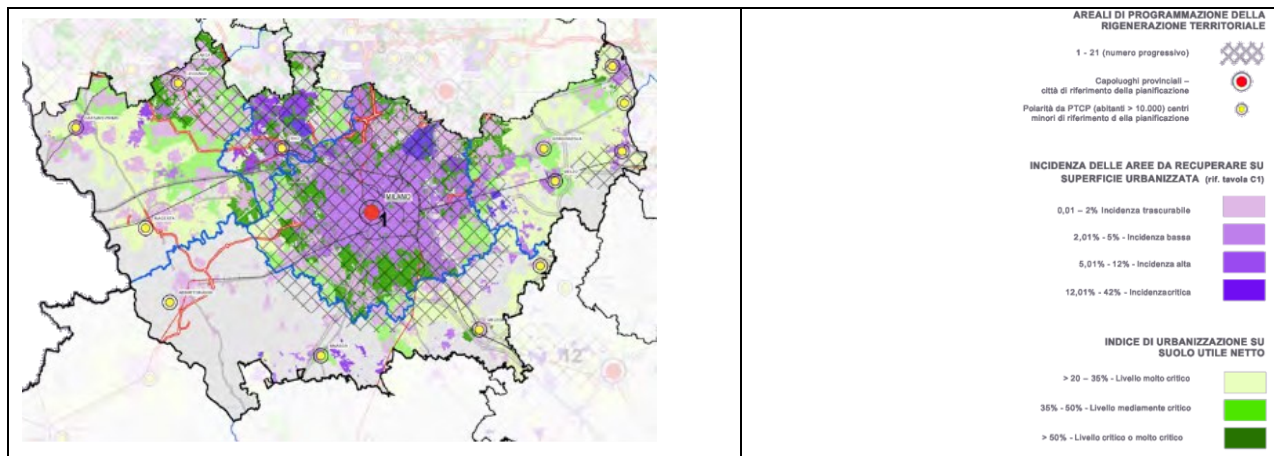 MILANO
1
MAGENTA
ABBIATEGRASSO
BINASCO
12
AREALI DI PROGRAMMAZIONE DELLA
RIGENERAZIONE TERRITORIALE
1 - 21 (numero progressivo)
Capoluoghi provinciali –
città di riferimento della pianificazione
Polarità da PTCP (abitanti > 10.000) centri
minori di riferimento d ella pianificazione
INCIDENZA DELLE AREE DA RECUPERARE SU
SUPERFICIE URBANIZZATA (rif. tavola C1)
0,01 – 2% Incidenza trascurabile
2,01% - 5% - Incidenza bassa
5,01% - 12% - Incidenza alta
12,01% - 42% - Incidenzacritica
INDICE DI URBANIZZAZIONE SU
SUOLO UTILE NETTO
> 20 – 35% - Livello molto critico
35% - 50% - Livello mediamente critico
> 50% - Livello critico o molto critico